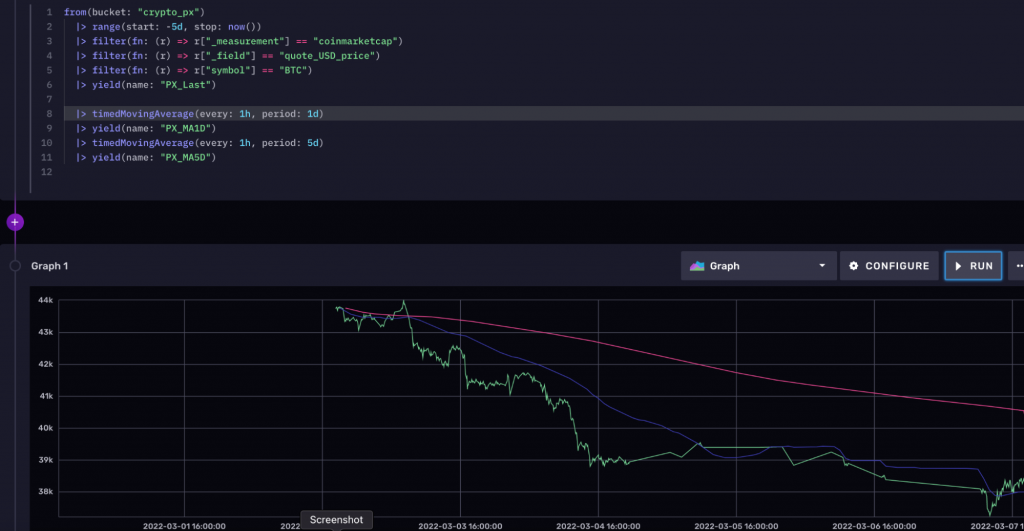 1 from(bucket: "crypto_px")
2 |> range(start: -5d, stop: now())
3 |> filter(fn: (r) => r["_measurement"] == "coinmarketcap")
4 |> filter(fn: (r) => r["_field"] == "quote_USD_price")
5 |> filter(fn: (r) => r["symbol"] == "BTC")
6 |> yield(name: "PX_Last")
7
8 |> timedMovingAverage(every: 1h, period: 1d)
9 |> yield(name: "PX_MA1D")
10 |> timedMovingAverage(every: 1h, period: 5d)
11 |> yield(name: "PX_MA5D")
12
Graph 1
Graph
CONFIGURE
RUN
44k
43k
42k
41k
40k
39k
38k
2022-03-01 16:00:00
2022
Screenshot
2022-03-03 16:00:00
2022-03-04 16:00:00
2022-03-05 16:00:00
2022-03-06 16:00:00
2022-03-07